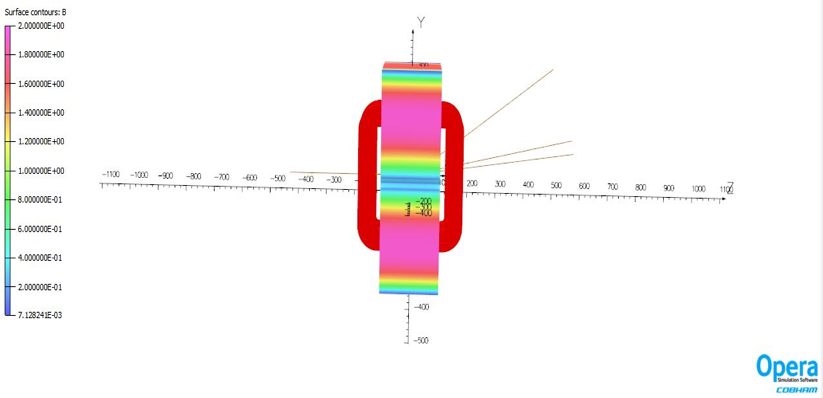 Surface contours: B
2.000000E+00
1.800000E+00
1.600000E+00
1.400000E+00
1.200000E+00
1.000000E+00
8.000000E-01
6.000000E-01
4.000000E-01
2.000000E-01
7.128241E-03
Y
-1100 -1000 -900 -800 -700 -600 -500 -400 -300
200 300 400 500 600 700 800 900 1000
Z
-200
-300
-400
-400
-500
Opera
Simulation Software
COBHAM